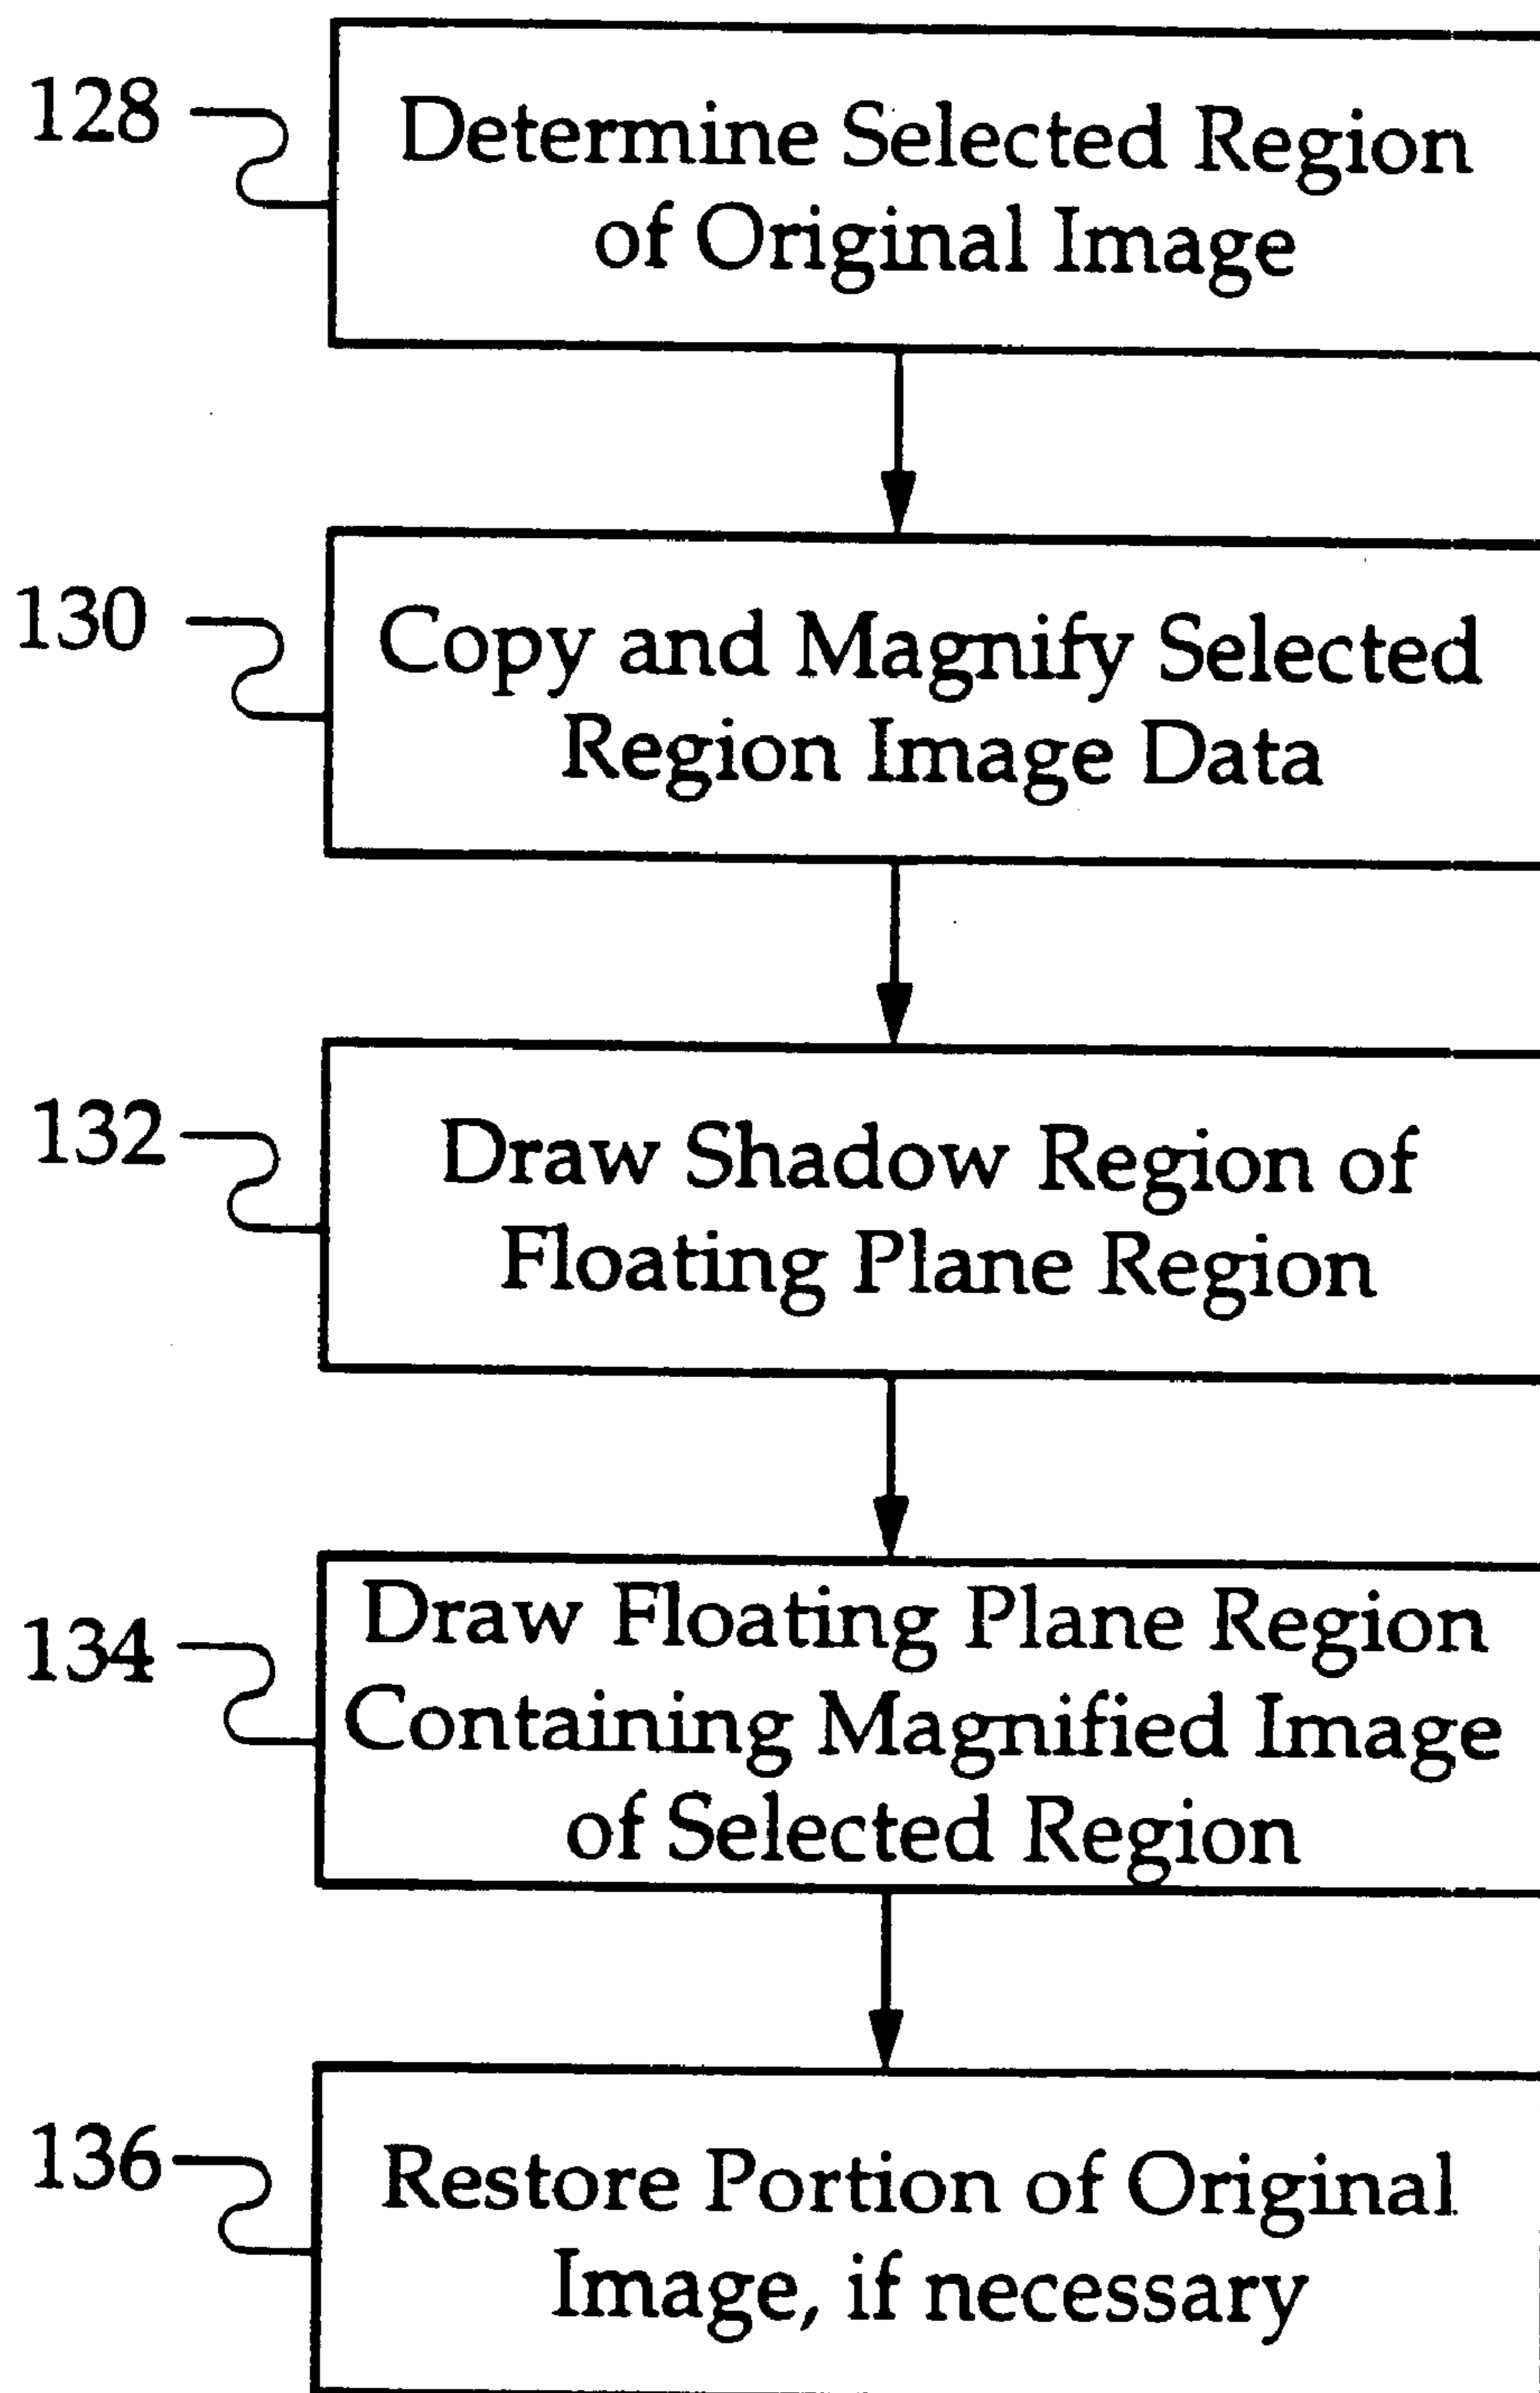 128
Determine Selected Region
of Original Image
130
Copy and Magnify Selected
Region Image Data
132
Draw Shadow Region of
Floating Plane Region
134
Draw Floating Plane Region
Containing Magnified Image
of Selected Region
136
Restore Portion of Original
Image, if necessary